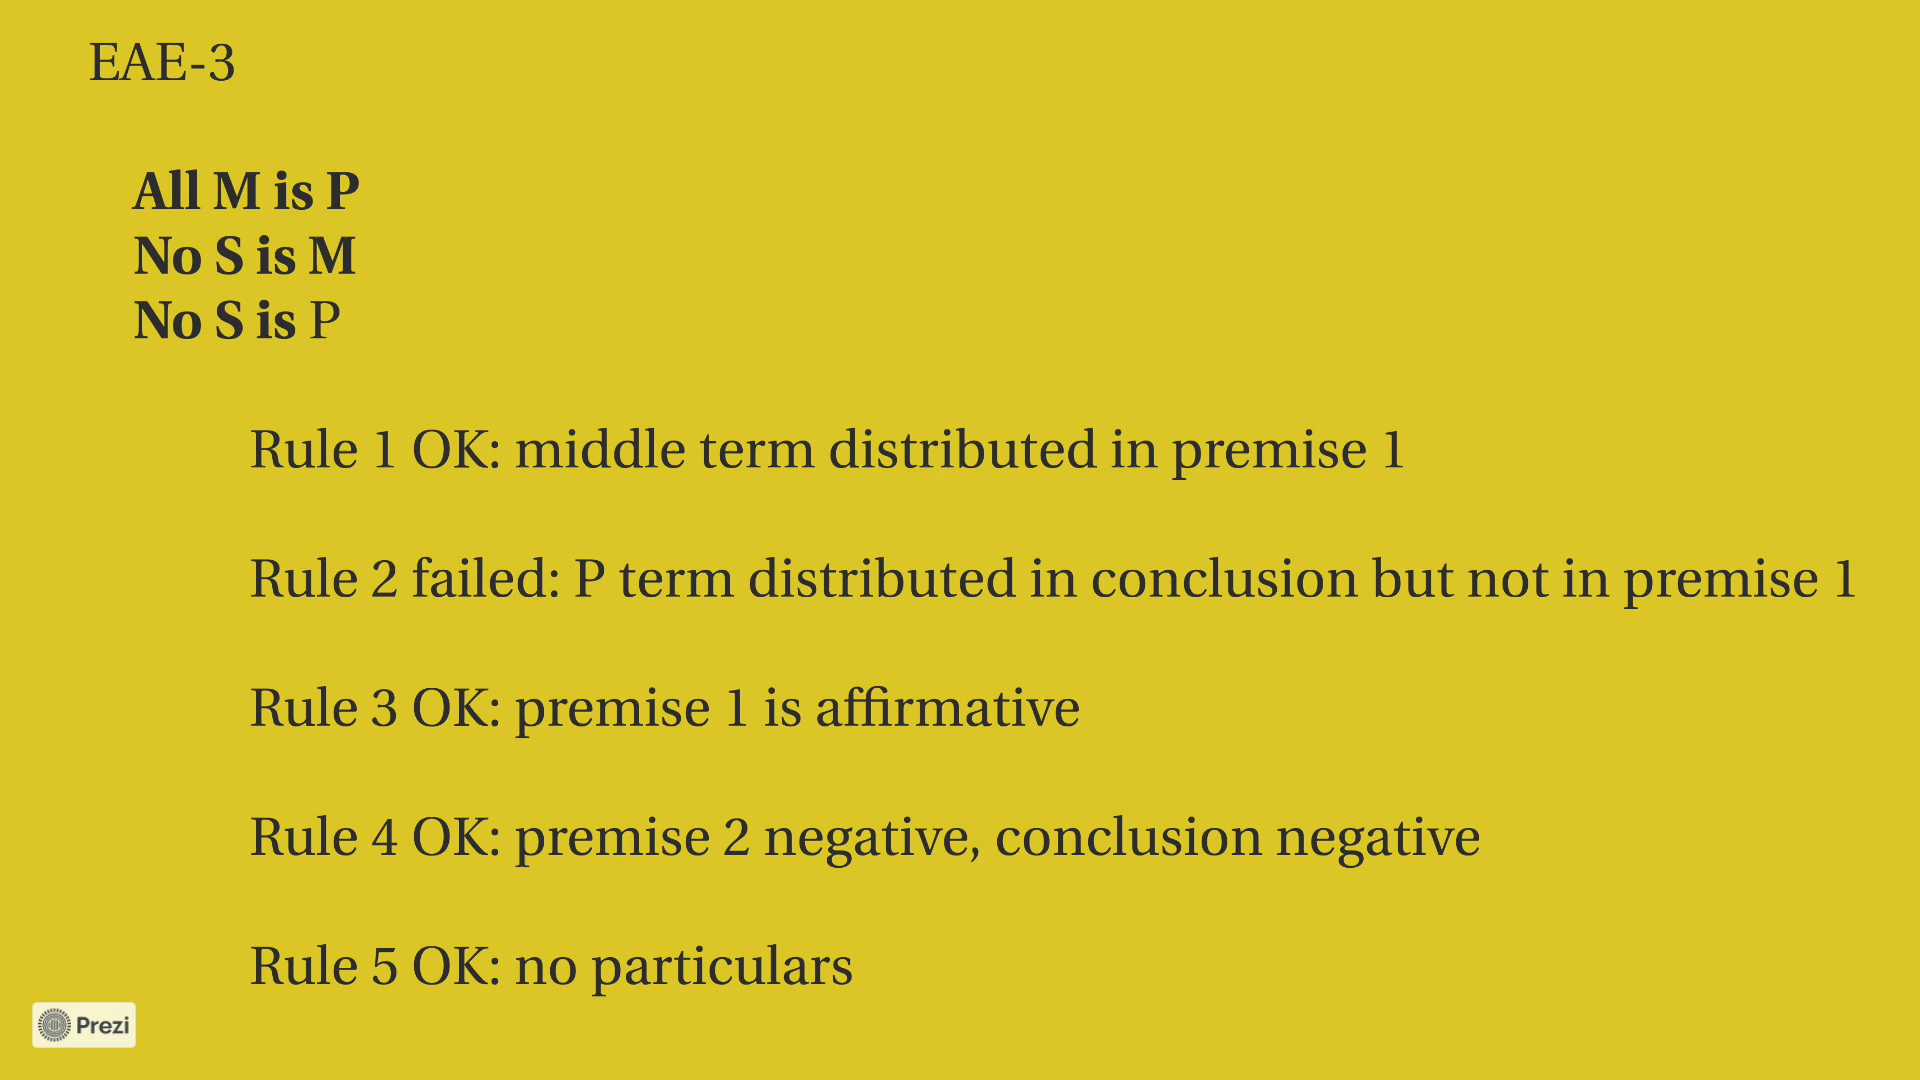 EAE-3
All M is P
No S is M
No S is P
Rule 1 OK: middle term distributed in premise 1
Rule 2 failed: P term distributed in conclusion but not in premise 1
Rule 3 OK: premise 1 is affirmative
Rule 4 OK: premise 2 negative, conclusion negative
Rule 5 OK: no particulars
Prezi